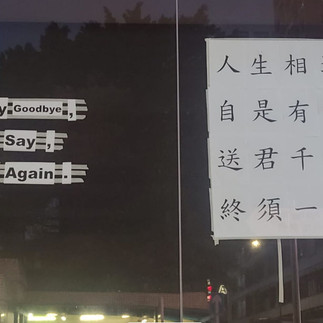 y Goodbye,
Say,
Again.
人生相
自是有
送君千
終須一